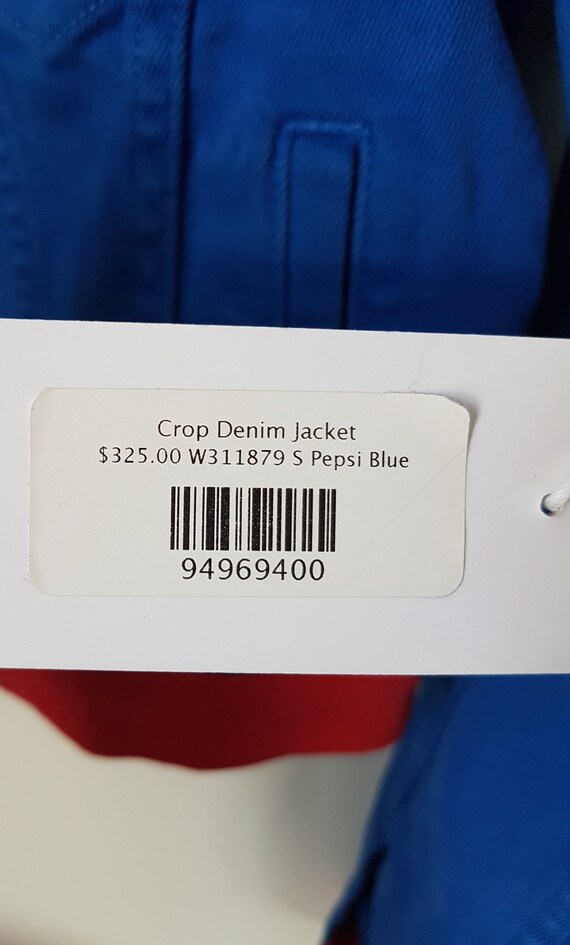 Crop Denim Jacket
$325.00 W311879 S Pepsi Blue
94969400